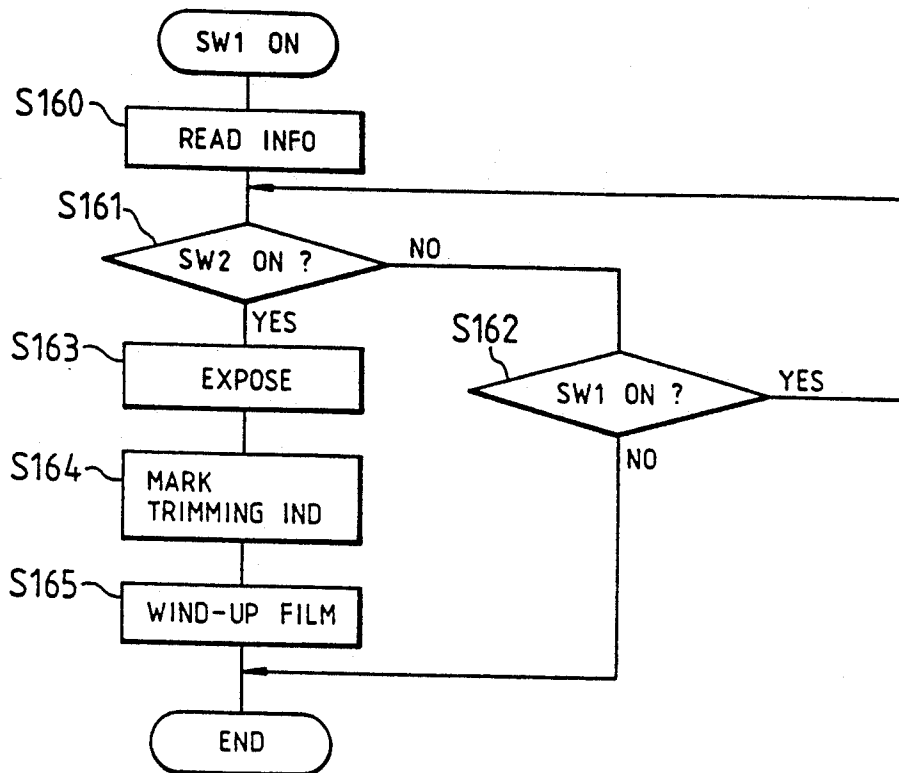 SW1 ON
S160
READ INFO
S161
SW2 ON ?
NO
YES
S163
EXPOSE
S162
SW1 ON ?
YES
NO
S164
MARK
TRIMMING IND
S165
WIND-UP FILM
END